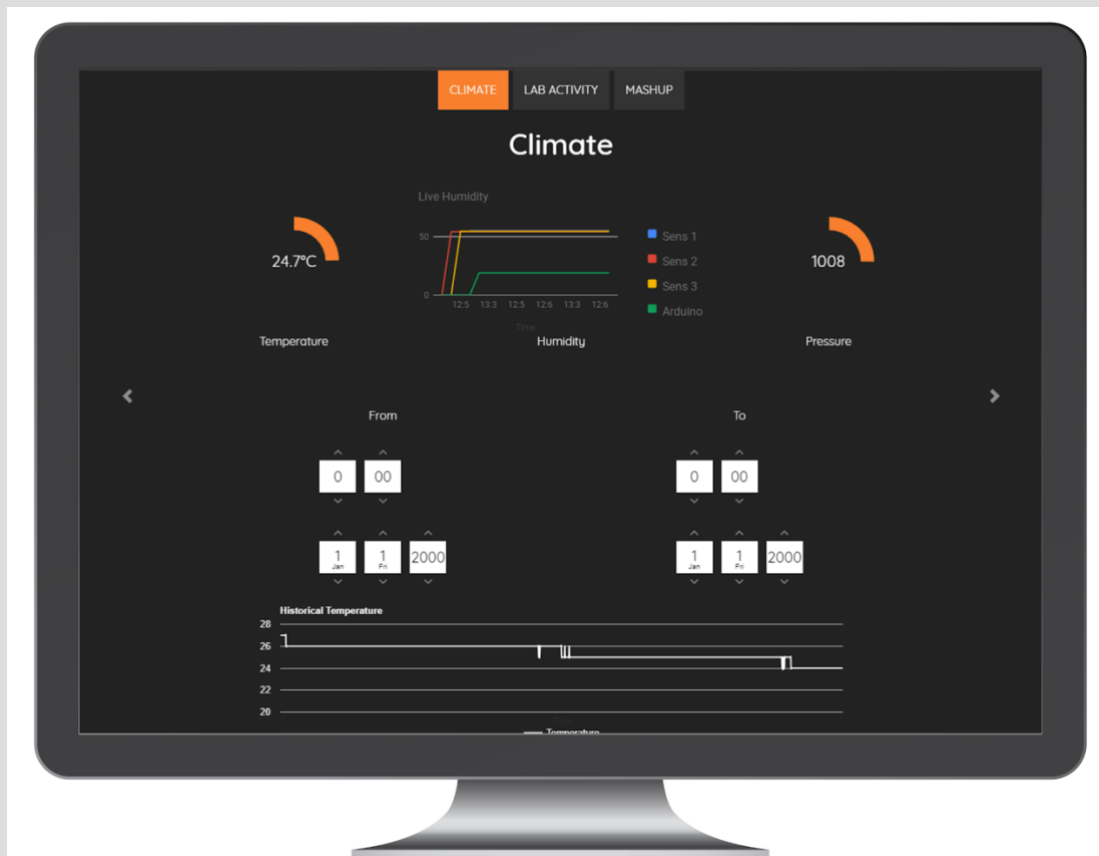 CLIMATE LAB ACTIVITY MASHUP
Climate
Live Humidity
50
0
12:5 13:3 12:5 12:6 13:3 12:6
Time
Sens 1
Sens 2
Sens 3
Arduino
24.7°C
1008
Temperature Humidity Pressure
From To
0 00 0 00
1 1 2000 1 1 2000
Jan Fri Jan Fri
Historical Temperature
28
26
24
22
20
Time
Temperature